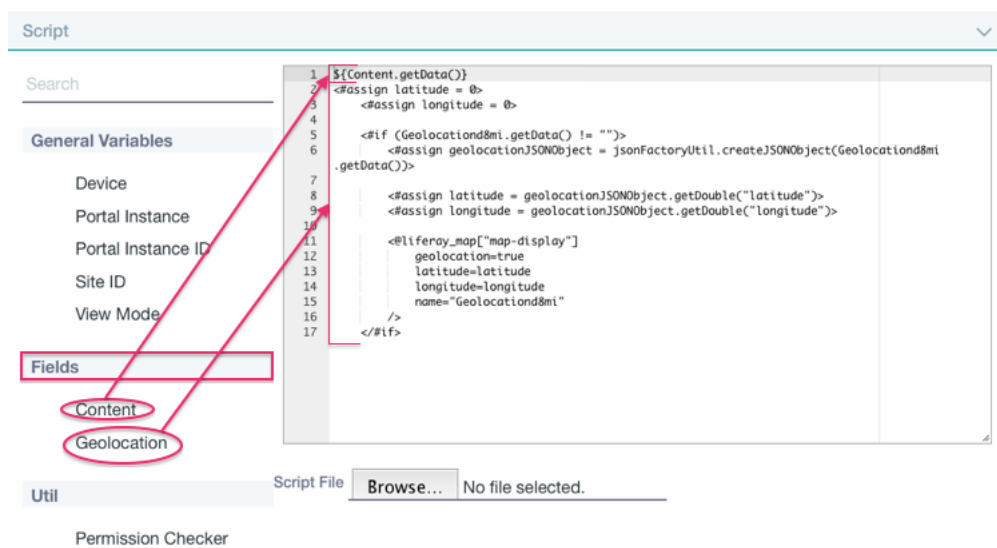 Script
Search
General Variables
Device
Portal Instance
Portal Instance ID
Site ID
View Mode
Fields
Content
Geolocation
Util
Permission Checker
1 ${Content.getData()}
2 <#assign latitude = 0>
3 <#assign longitude = 0>
4
5 <#if (Geolocationd8mi.getData() != "")>
6 <#assign geolocationJSONObject = jsonFactoryUtil.createJSONObject(Geolocationd8mi
.getData())>
7
8 <#assign latitude = geolocationJSONObject.getDouble("latitude")>
9 <#assign longitude = geolocationJSONObject.getDouble("longitude")>
10
11 <@liferay_map["map-display"]
12 geolocation=true
13 latitude=latitude
14 longitude=longitude
15 name="Geolocationd8mi"
16 />
17 </#if>
Script File Browse... No file selected.